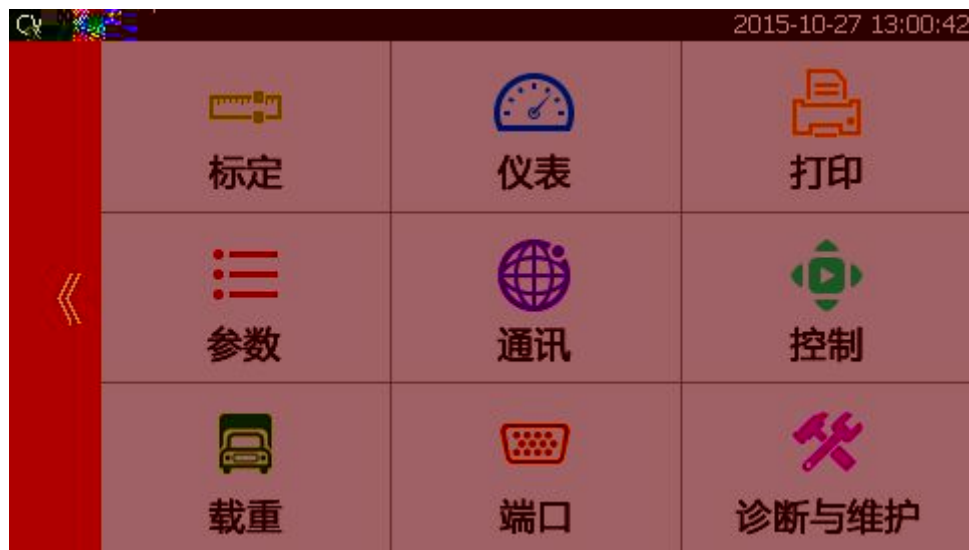 2015-10-27 13:00:42
标定 仪表 打印
参数 通讯 控制
载重 端口 诊断与维护